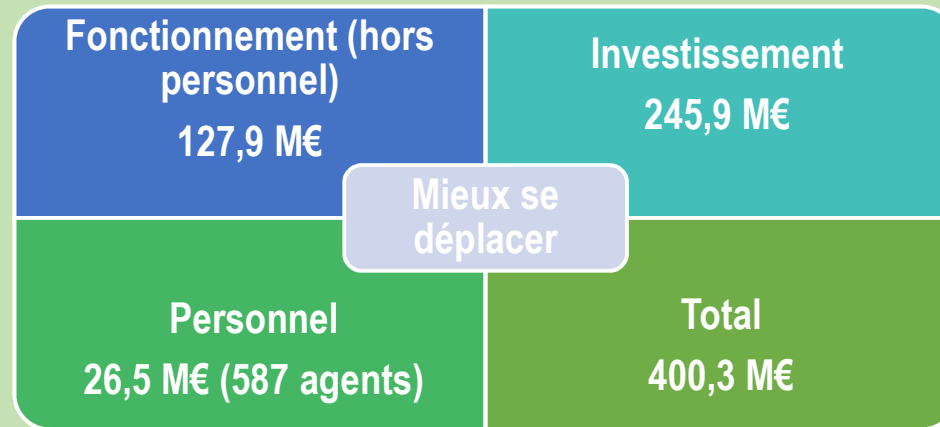 Fonctionnement (hors
personnel)
127,9 M€
Investissement
245,9 M€
Mieux se
déplacer
Personnel
26,5 M€ (587 agents)
Total
400,3 M€